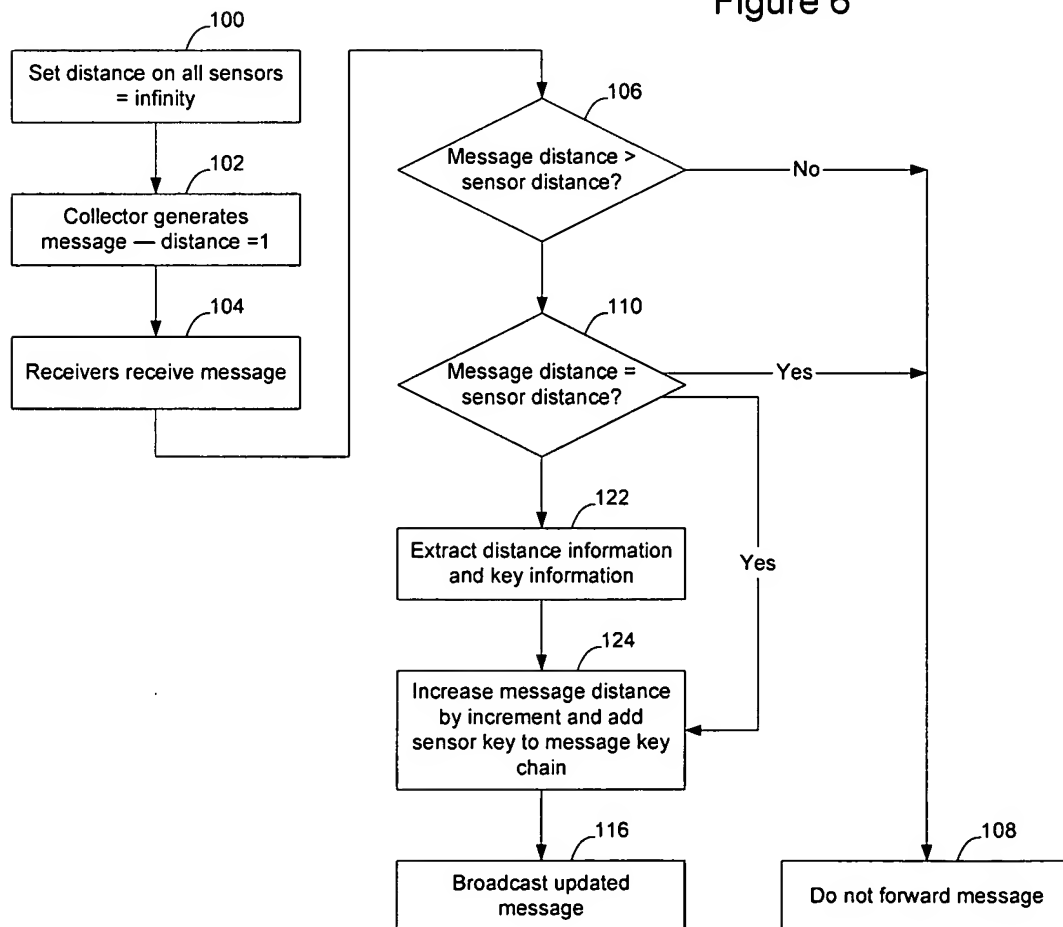 Figure 6
100
Set distance on all sensors
= infinity
102
Collector generates
message — distance =1
104
Receivers receive message
106
Message distance >
sensor distance?
No
110
Message distance =
sensor distance?
Yes
Yes
122
Extract distance information
and key information
124
Increase message distance
by increment and add
sensor key to message key
chain
116
Broadcast updated
message
108
Do not forward message